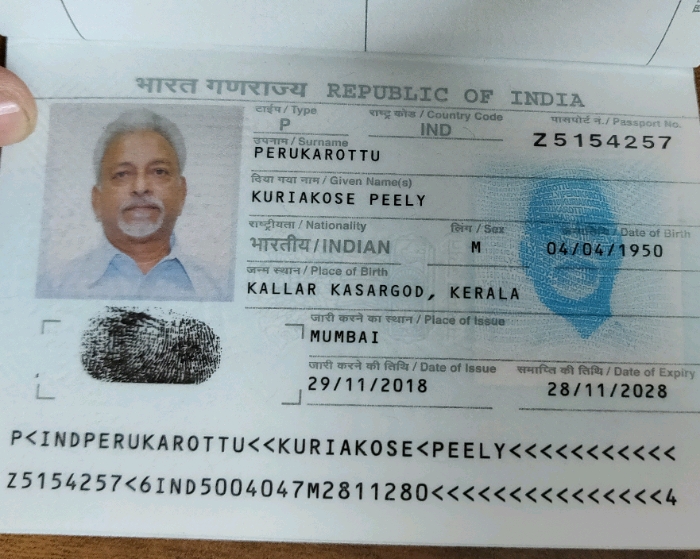 भारत गणराज्य REPUBLIC OF INDIA
टाईप / Type
राष्ट्र कोड / Country Code
पासपोर्ट नं. / Passport No.
P
IND
Z5154257
उपनाम / Surname
PERUKAROTTU
दिया गया नाम / Given Name(s)
KURIAKOSE PEELY
राष्ट्रीयता / Nationality
लिंग / Sex
/ Date of Birth
भारतीय / INDIAN
M
04/04/1950
जन्म स्थान / Place of Birth
KALLAR KASARGOD, KERALA
जारी करने का स्थान / Place of Issue
MUMBAI
जारी करने की तिथि / Date of Issue
समाप्ति की तिथि / Date of Expiry
29/11/2018
28/11/2028
P<INDPERUKAROTTU<<KURIAKOSE<PEELY<<<<<<<<<<<
Z5154257<6IND5004047M2811280<<<<<<<<<<<<<<<4